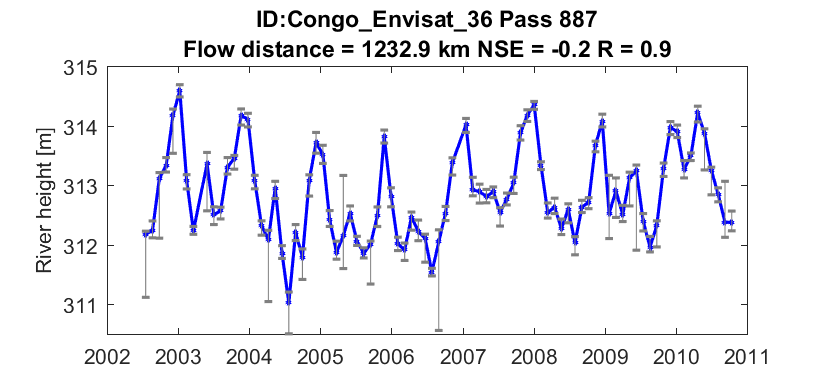 ID:Congo_Envisat_36 Pass 887
Flow distance = 1232.9 km NSE = -0.2 R = 0.9
River height [m]
315
314
313
312
311
2002 2003 2004 2005 2006 2007 2008 2009 2010 2011